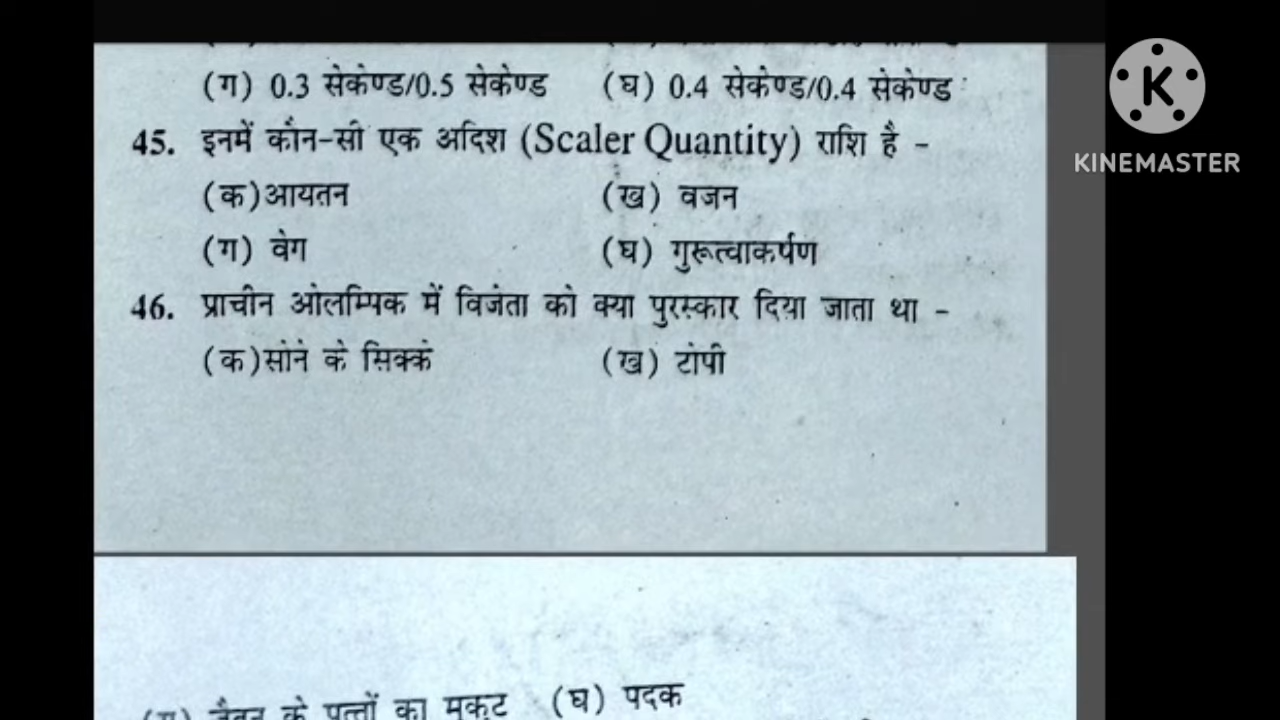 (ग) 0.3 सेकेण्ड/0.5 सेकेण्ड (घ) 0.4 सेकेण्ड/0.4 सेकेण्ड
45. इनमें कौन-सी एक अदिश (Scaler Quantity) राशि है -
(क)आयतन (ख) वजन
(ग) वेग (घ) गुरूत्वाकर्षण
46. प्राचीन ओलम्पिक में विजेता को क्या पुरस्कार दिया जाता था -
(क)सोने के सिक्के (ख) टोपी
(ग) जैतून के पत्तों का मुकुट (घ) पदक
K
KINEMASTER